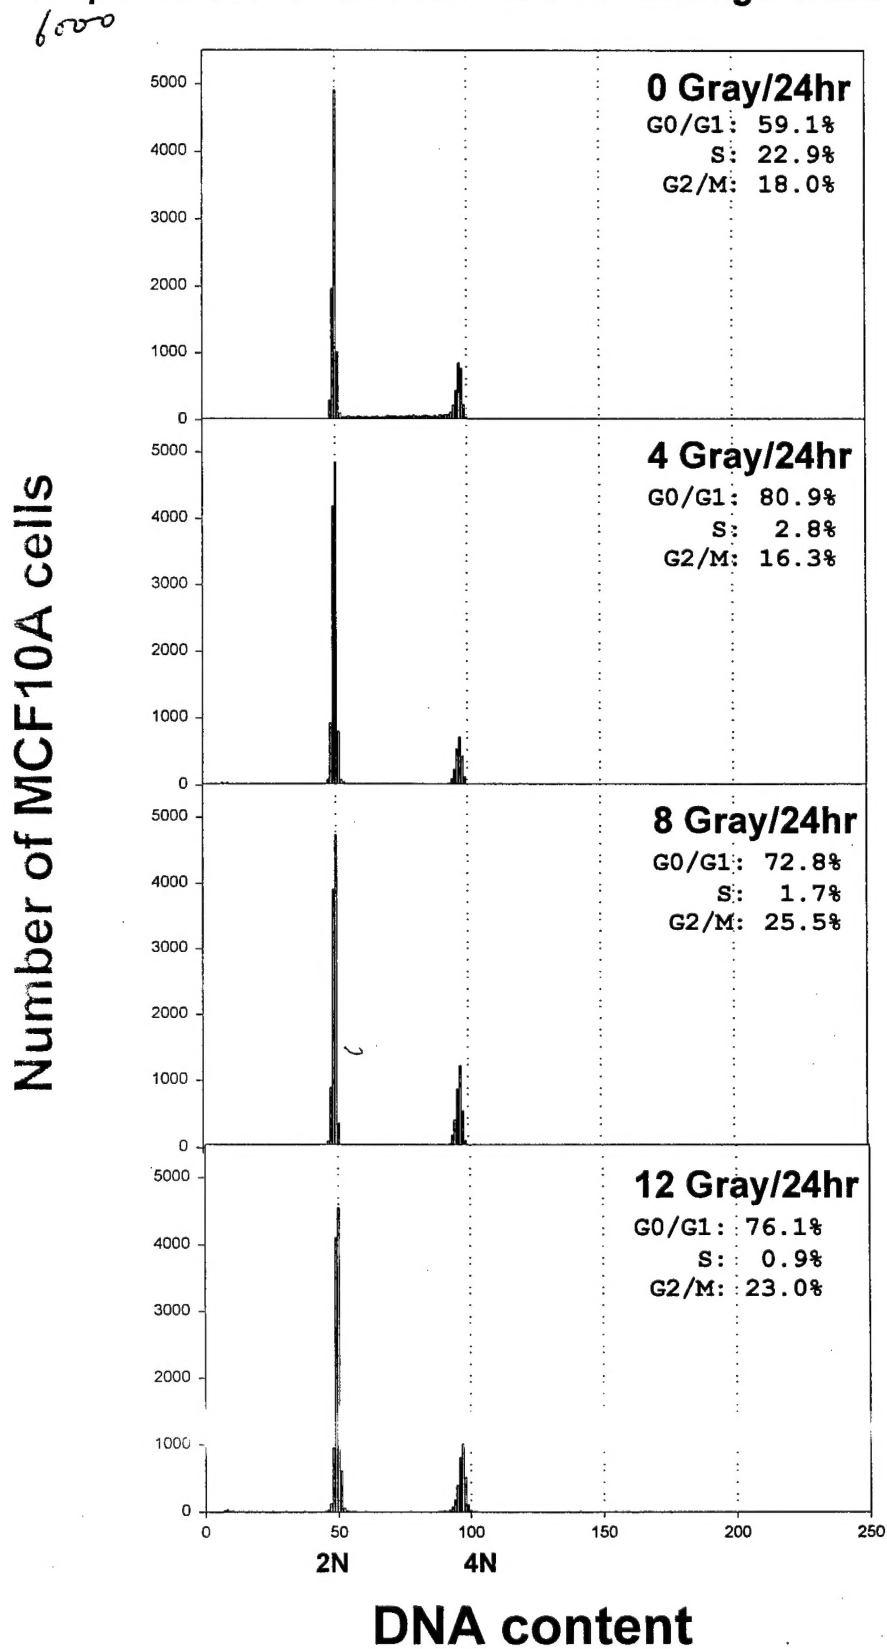 5000
4000
3000
2000
1000
0
0 Gray/24hr
G0/G1: 59.1%
S: 22.9%
G2/M: 18.0%
5000
4000
3000
2000
1000
0
4 Gray/24hr
G0/G1: 80.9%
S: 2.8%
G2/M: 16.3%
5000
4000
3000
2000
1000
0
8 Gray/24hr
G0/G1: 72.8%
S: 1.7%
G2/M: 25.5%
5000
4000
3000
2000
1000
0
12 Gray/24hr
G0/G1: 76.1%
S: 0.9%
G2/M: 23.0%
0 50 100 150 200 250
2N 4N
Number of MCF10A cells
DNA content